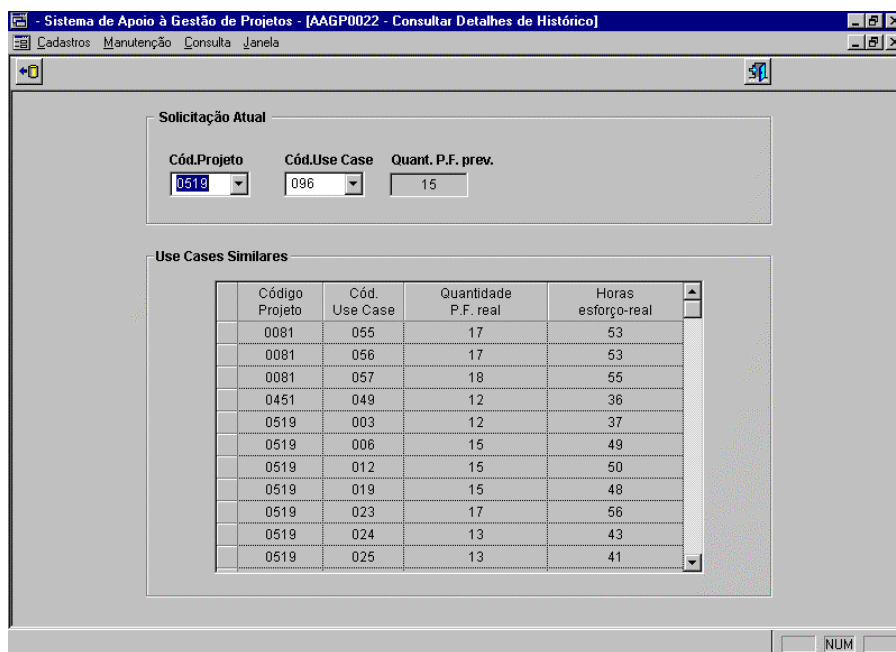 - Sistema de Apoio à Gestão de Projetos - [AAGP0022 - Consultar Detalhes de Histórico]
Cadastros Manutenção Consulta Janela
Solicitação Atual
Cód.Projeto Cód.Use Case Quant. P.F. prev.
0519 096 15
Use Cases Similares
Código Cód. Quantidade Horas
Projeto Use Case P.F. real esforço-real
0081 055 17 53
0081 056 17 53
0081 057 18 55
0451 049 12 36
0519 003 12 37
0519 006 15 49
0519 012 15 50
0519 019 15 48
0519 023 17 56
0519 024 13 43
0519 025 13 41
NUM